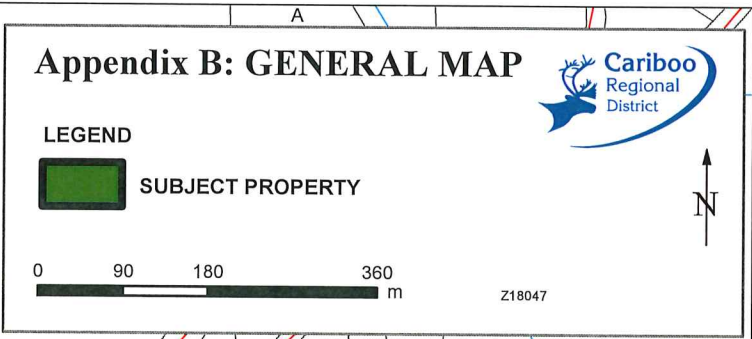 A
Appendix B: GENERAL MAP
Cariboo
Regional
District
LEGEND
SUBJECT PROPERTY
N
0 90 180 360
m
Z18047